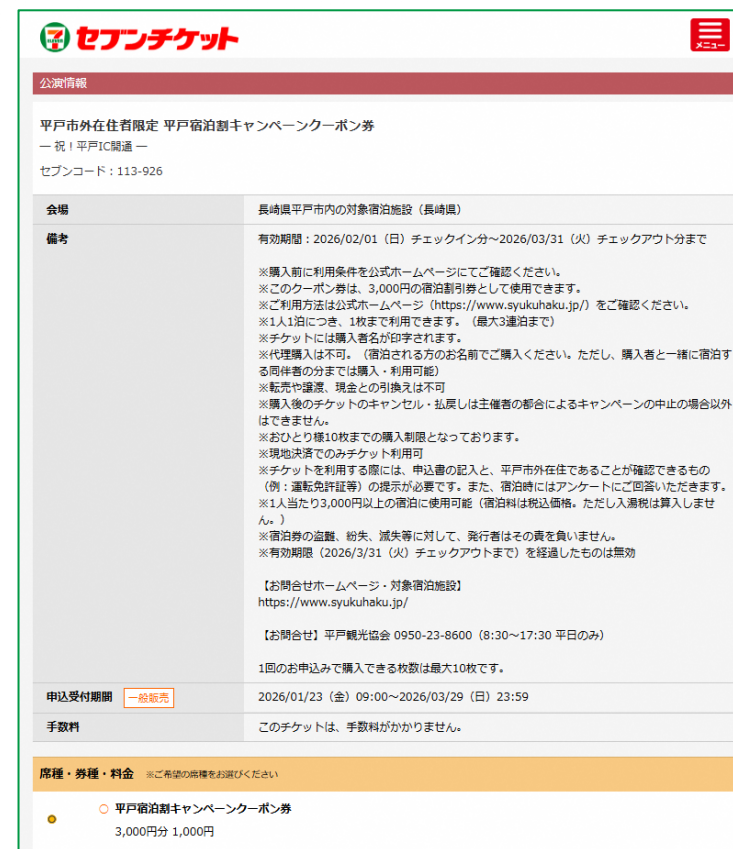 7 ELEVEN セブンチケット
メニュー
公演情報
平戸市外在住者限定 平戸宿泊割キャンペーンクーポン券
― 祝！平戸IC開通 ―
セブンコード：113-926
会場 長崎県平戸市内の対象宿泊施設（長崎県）
備考 有効期間：2026/02/01（日）チェックイン分～2026/03/31（火）チェックアウト分まで
※購入前に利用条件を公式ホームページにてご確認ください。
※このクーポン券は、3,000円の宿泊割引券として使用できます。
※ご利用方法は公式ホームページ（https://www.syukuhaku.jp/）をご確認ください。
※1人1泊につき、1枚まで利用できます。（最大3連泊まで）
※チケットには購入者名が印字されます。
※代理購入は不可。（宿泊される方のお名前でご購入ください。ただし、購入者と一緒に宿泊す
る同伴者の分までは購入・利用可能）
※転売や譲渡、現金との引換えは不可
※購入後のチケットのキャンセル・払戻しは主催者の都合によるキャンペーンの中止の場合以外
はできません。
※おひとり様10枚までの購入制限となっております。
※現地決済でのみチケット利用可
※チケットを利用する際には、申込書の記入と、平戸市外在住であることが確認できるもの
（例：運転免許証等）の提示が必要です。また、宿泊時にはアンケートにご回答いただきます。
※1人当たり3,000円以上の宿泊に使用可能（宿泊料は税込価格。ただし入湯税は算入しませ
ん。）
※宿泊券の盗難、紛失、滅失等に対して、発行者はその責を負いません。
※有効期限（2026/3/31（火）チェックアウトまで）を経過したものは無効
【お問合せホームページ・対象宿泊施設】
https://www.syukuhaku.jp/
【お問合せ】平戸観光協会 0950-23-8600（8:30～17:30 平日のみ）
1回のお申込みで購入できる枚数は最大10枚です。
申込受付期間 一般販売 2026/01/23（金）09:00～2026/03/29（日）23:59
手数料 このチケットは、手数料がかかりません。
席種・券種・料金 ※ご希望の席種をお選びください
○ 平戸宿泊割キャンペーンクーポン券
3,000円分 1,000円